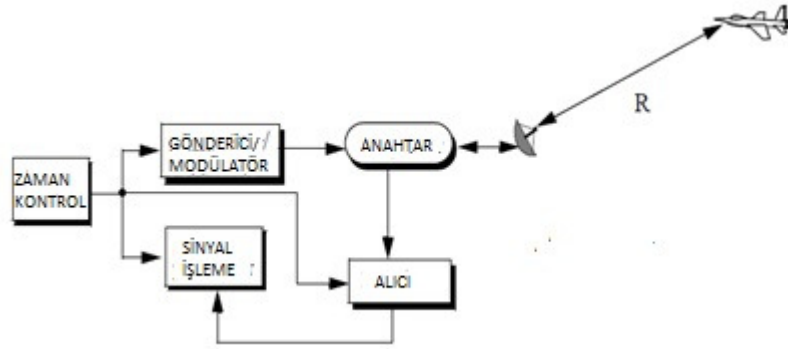 R
GÖNDERİCİ/
MODÜLATÖR
ANAHTAR
ZAMAN
KONTROL
SİNYAL
İŞLEME
ALICI